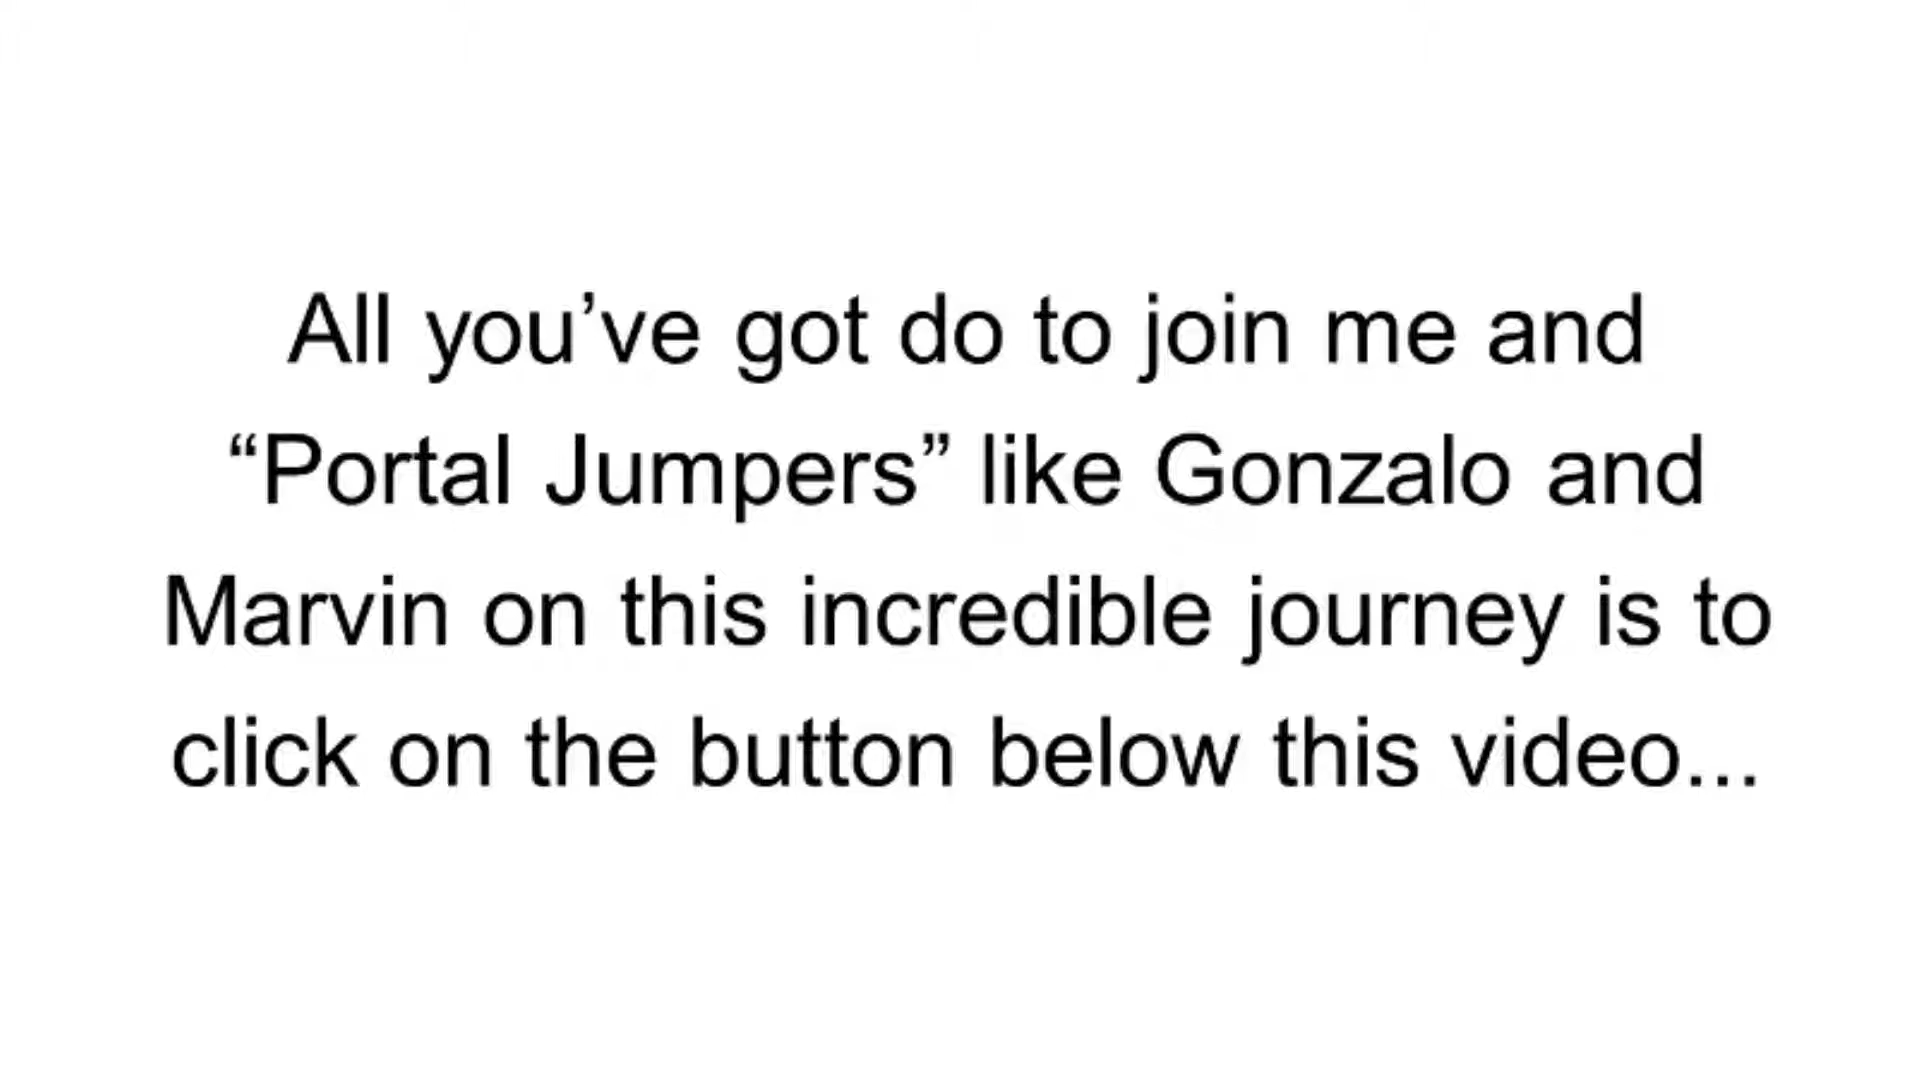 All you’ve got do to join me and
“Portal Jumpers” like Gonzalo and
Marvin on this incredible journey is to
click on the button below this video...